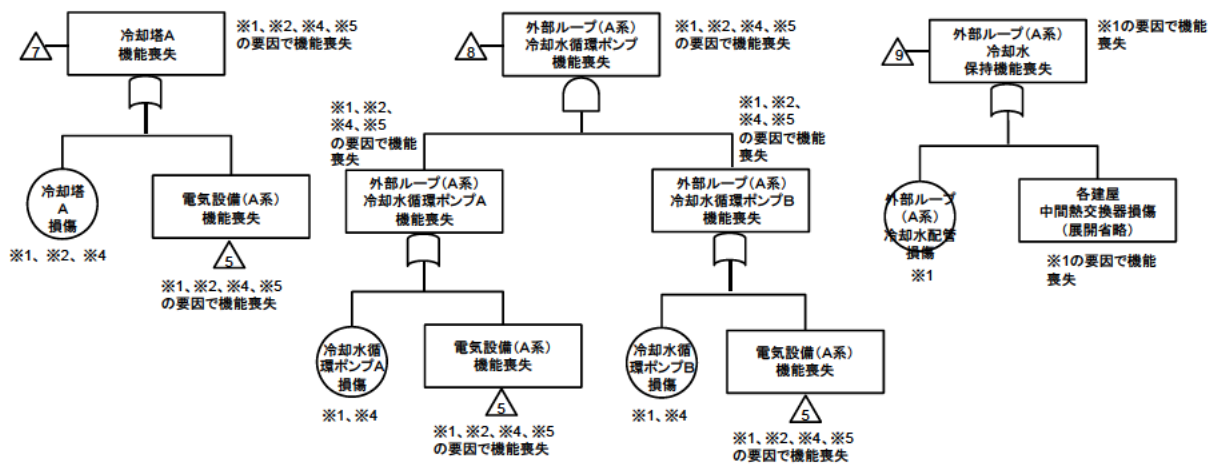 7
冷却塔A
機能喪失
※1、※2、※4、※5
の要因で機能喪失
冷却塔
A
損傷
※1、※2、※4
電気設備(A系)
機能喪失
5
※1、※2、※4、※5
の要因で機能喪失
8
外部ループ(A系)
冷却水循環ポンプ
機能喪失
※1、※2、※4、※5
の要因で機能喪失
※1、※2、
※4、※5
の要因で機能
喪失
外部ループ(A系)
冷却水循環ポンプA
機能喪失
冷却水循
環ポンプA
損傷
※1、※4
電気設備(A系)
機能喪失
5
※1、※2、※4、※5
の要因で機能喪失
※1、※2、
※4、※5
の要因で機能
喪失
外部ループ(A系)
冷却水循環ポンプB
機能喪失
冷却水循
環ポンプB
損傷
※1、※4
電気設備(A系)
機能喪失
5
※1、※2、※4、※5
の要因で機能喪失
9
外部ループ(A系)
冷却水
保持機能喪失
※1の要因で機能
喪失
外部ループ
(A系)
冷却水配管
損傷
※1
各建屋
中間熱交換器損傷
(展開省略)
※1の要因で機能
喪失